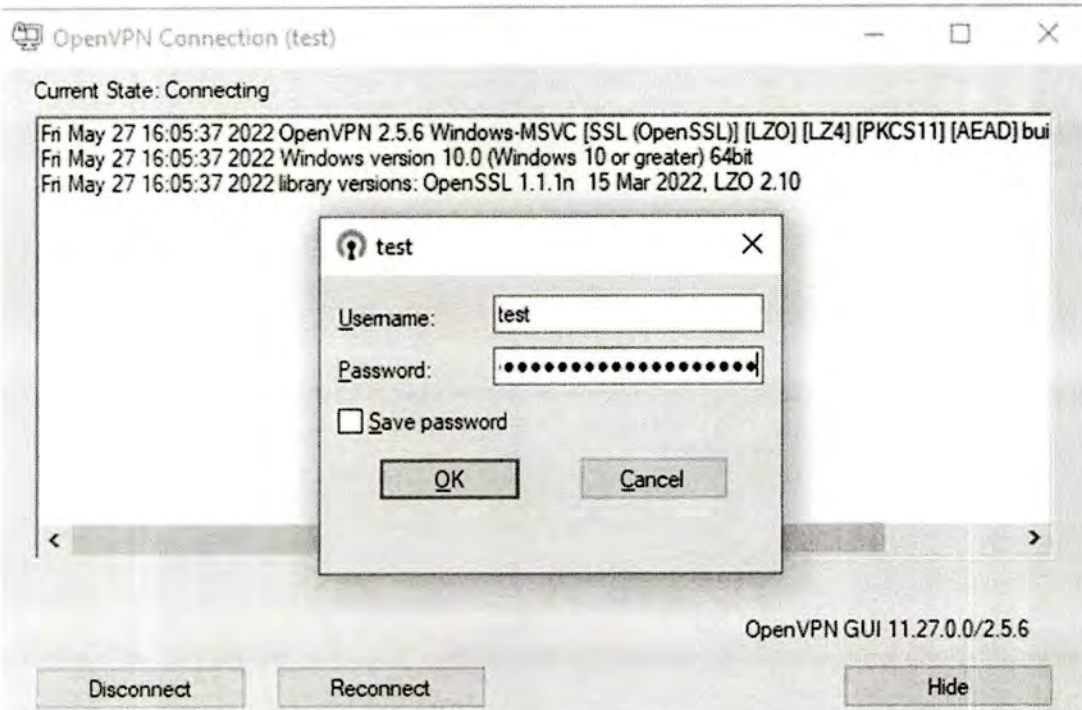 OpenVPN Connection (test)
Current State: Connecting
Fri May 27 16:05:37 2022 OpenVPN 2.5.6 Windows-MSVC [SSL (OpenSSL)] [LZO] [LZ4] [PKCS11] [AEAD] bui
Fri May 27 16:05:37 2022 Windows version 10.0 (Windows 10 or greater) 64bit
Fri May 27 16:05:37 2022 library versions: OpenSSL 1.1.1n 15 Mar 2022, LZO 2.10
test
Username: test
Password:
Save password
OK Cancel
OpenVPN GUI 11.27.0.0/2.5.6
Disconnect Reconnect Hide